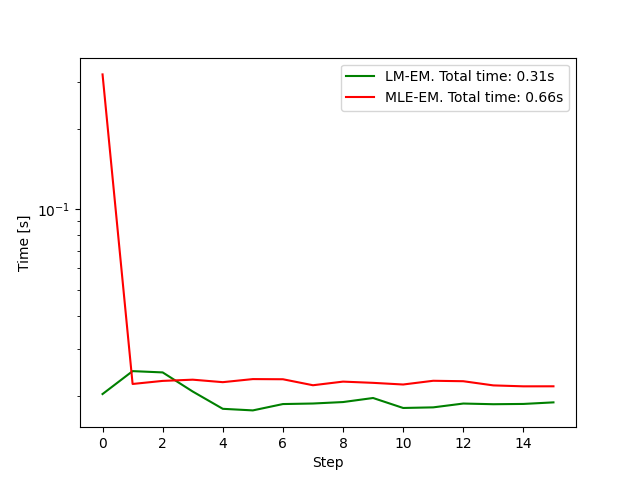 LM-EM. Total time: 0.31s
MLE-EM. Total time: 0.66s
Time [s]
10⁻¹
0 2 4 6 8 10 12 14
Step